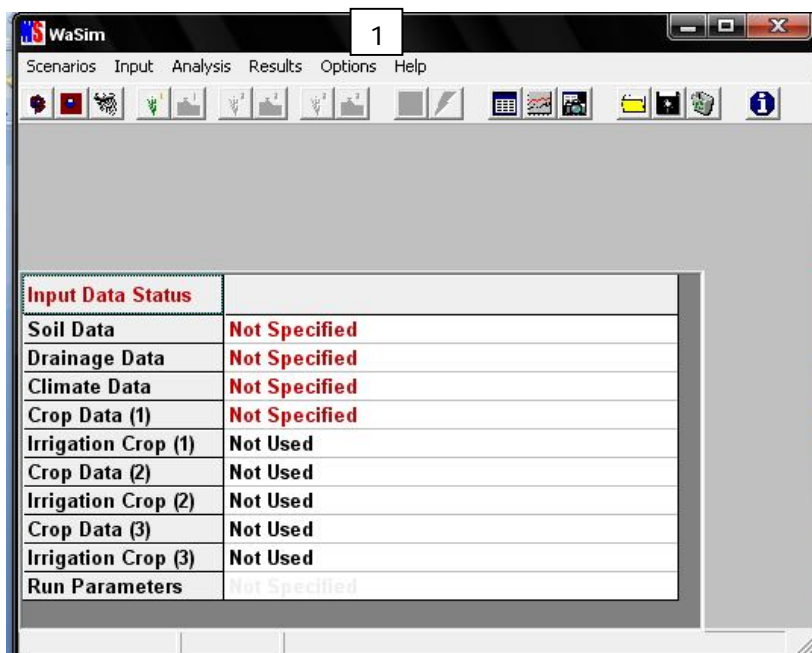 WaSim
1
Scenarios Input Analysis Results Options Help
Input Data Status
Soil Data Not Specified
Drainage Data Not Specified
Climate Data Not Specified
Crop Data (1) Not Specified
Irrigation Crop (1) Not Used
Crop Data (2) Not Used
Irrigation Crop (2) Not Used
Crop Data (3) Not Used
Irrigation Crop (3) Not Used
Run Parameters Not Specified